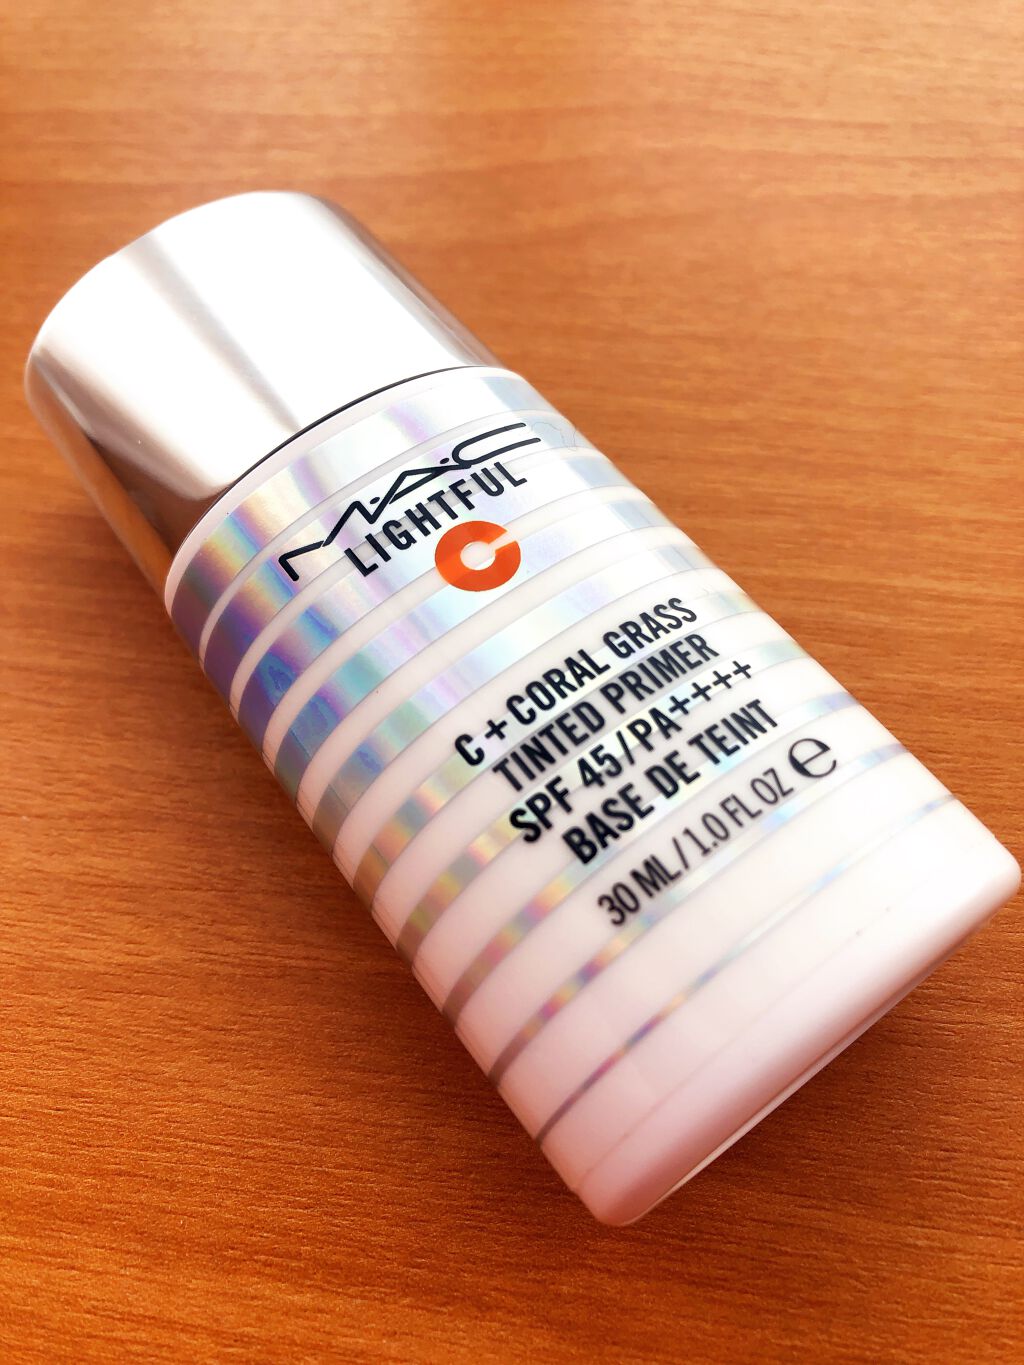 M·A·C
LIGHTFUL
C
C + CORAL GRASS
TINTED PRIMER
SPF 45/PA++++
BASE DE TEINT
30 ML / 1.0 FL OZ ℮